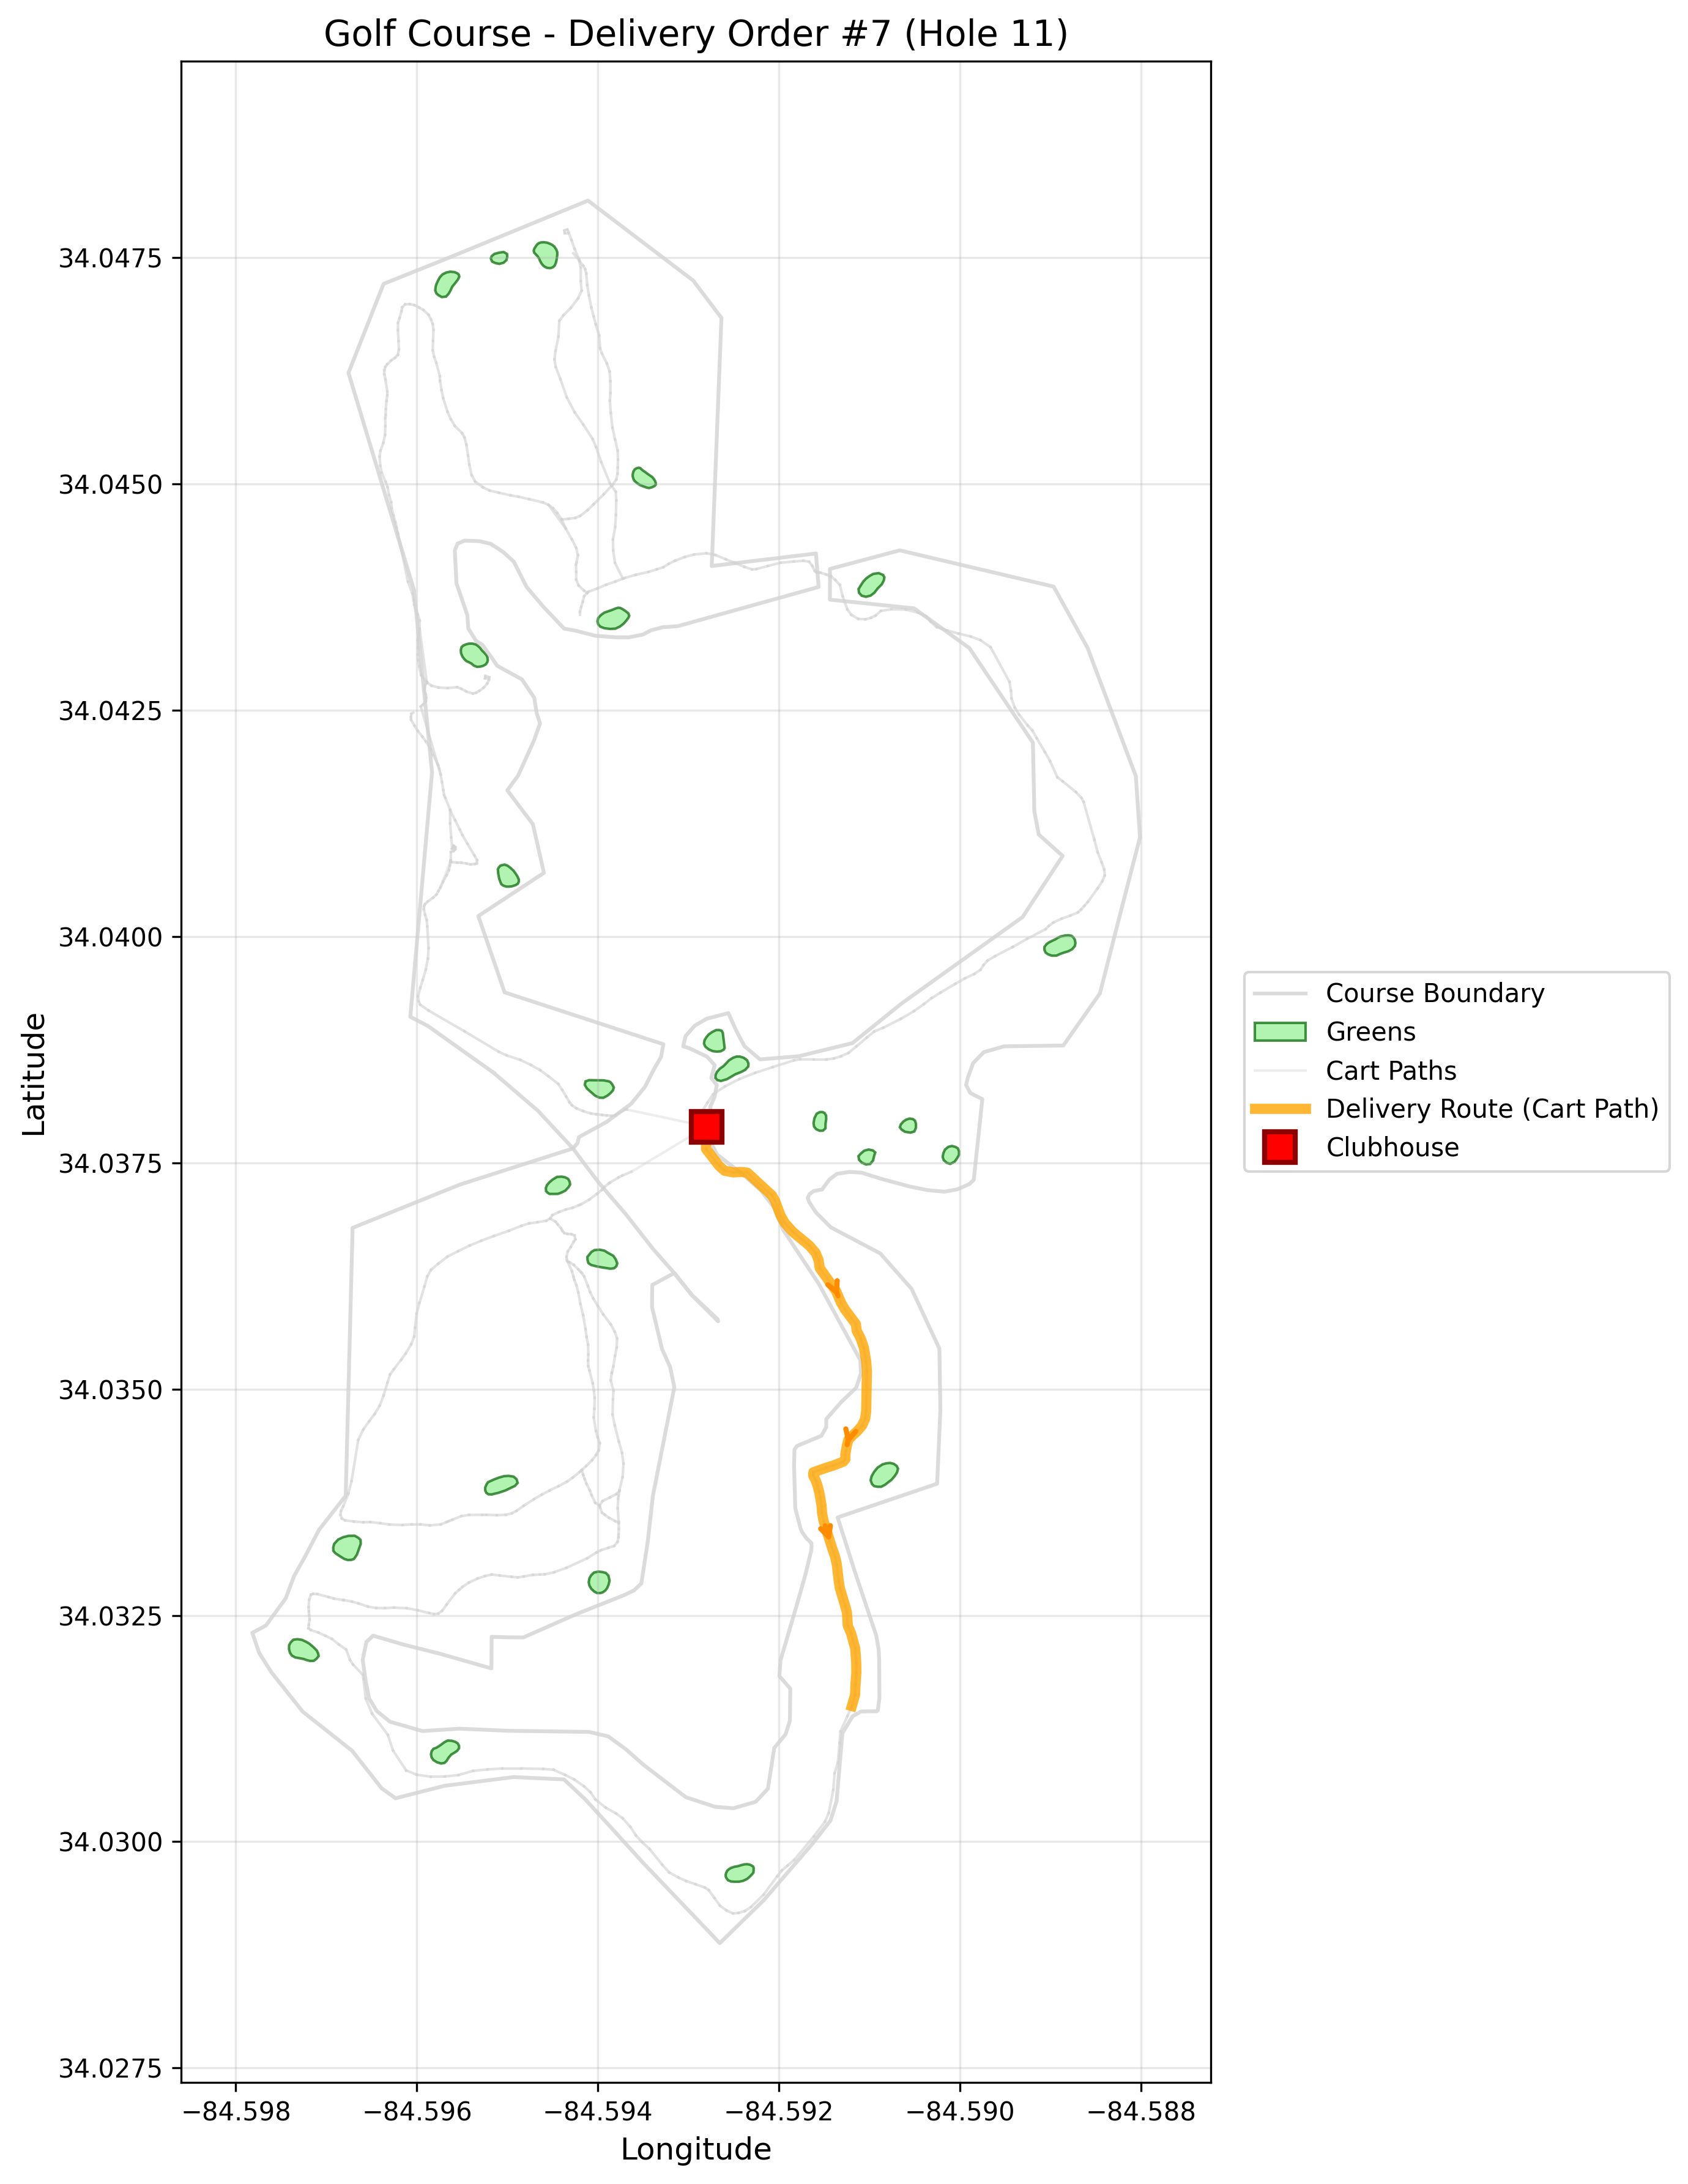 Golf Course - Delivery Order #7 (Hole 11)
34.0475
34.0450
34.0425
34.0400
34.0375
34.0350
34.0325
34.0300
34.0275
Latitude
−84.598
−84.596
−84.594
−84.592
−84.590
−84.588
Longitude
Course Boundary
Greens
Cart Paths
Delivery Route (Cart Path)
Clubhouse